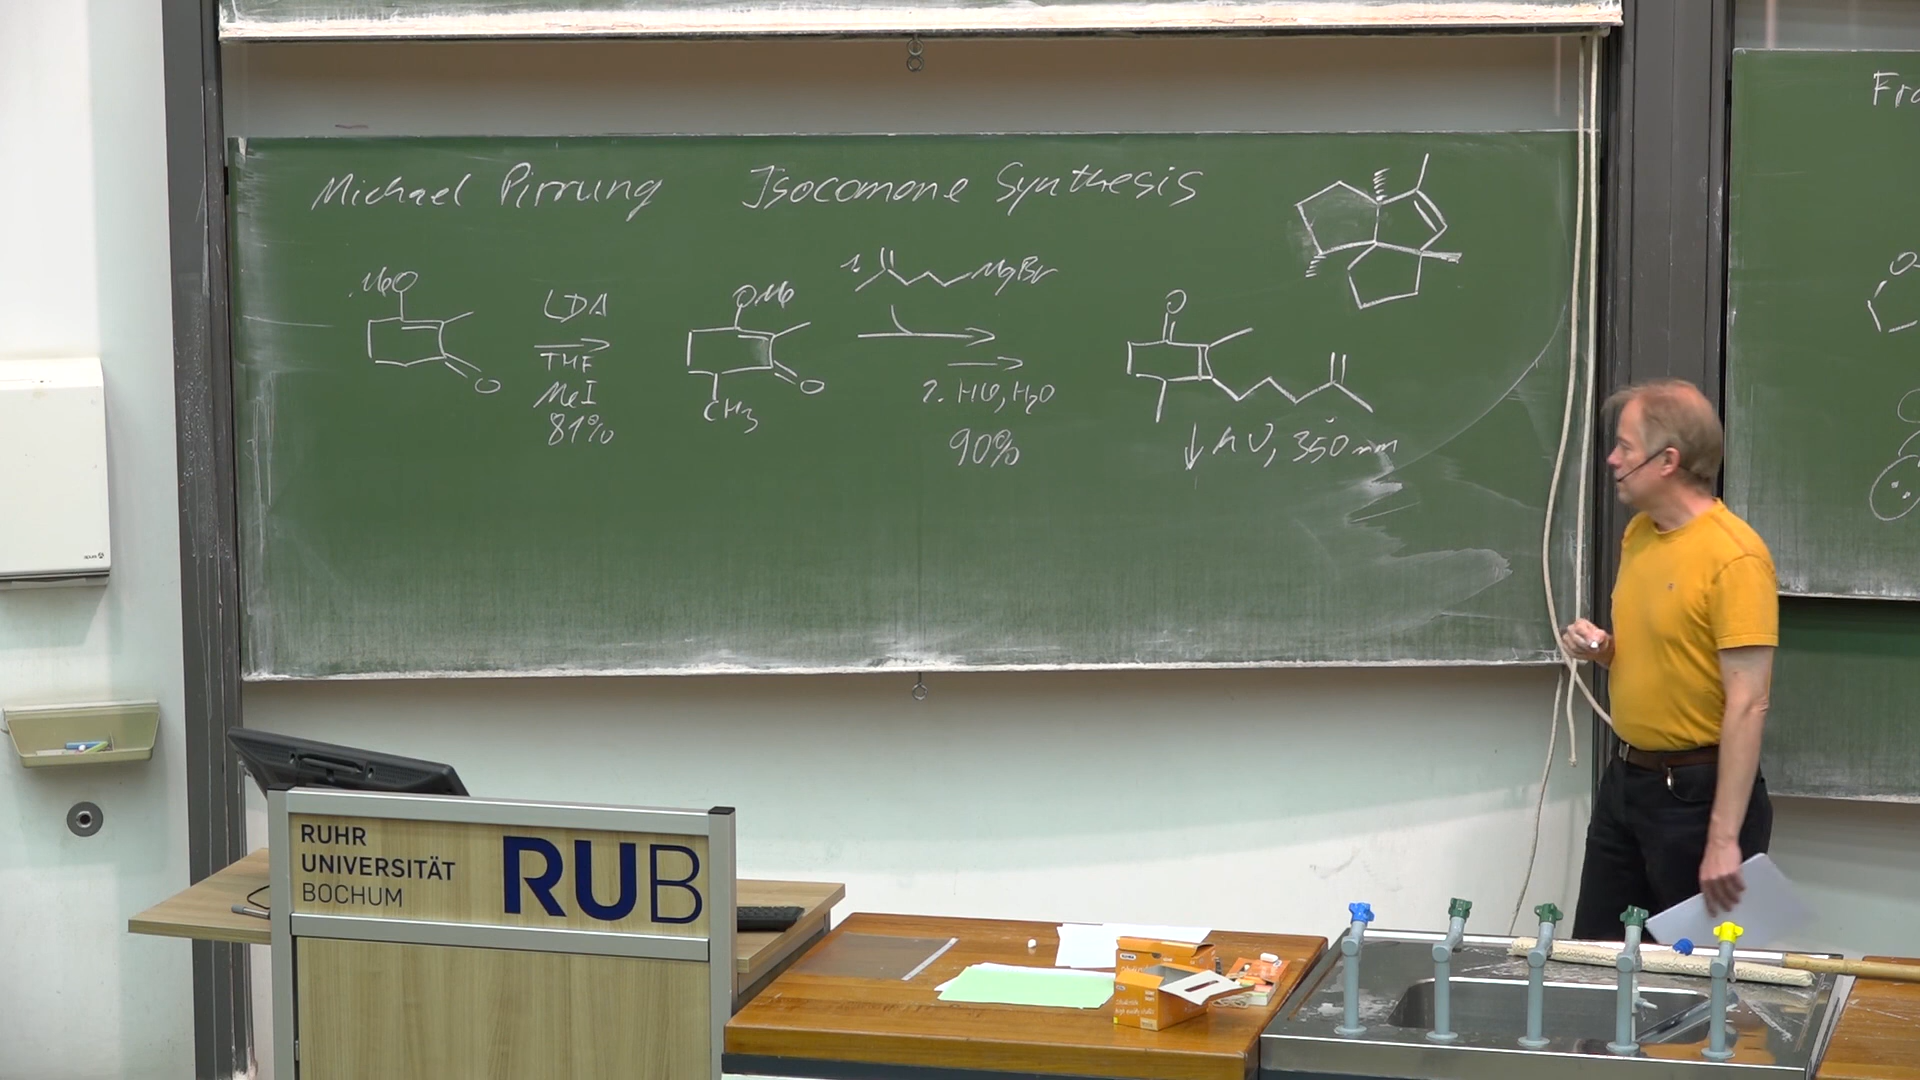 Michael Pirrung Isocomone Synthesis
MeO
O
LDA
THF
MeI
81%
OMe
O
CH3
1.
MgBr
2. HCl, H2O
90%
O
↓ hν, 350 nm
RUHR
UNIVERSITÄT
BOCHUM
RUB